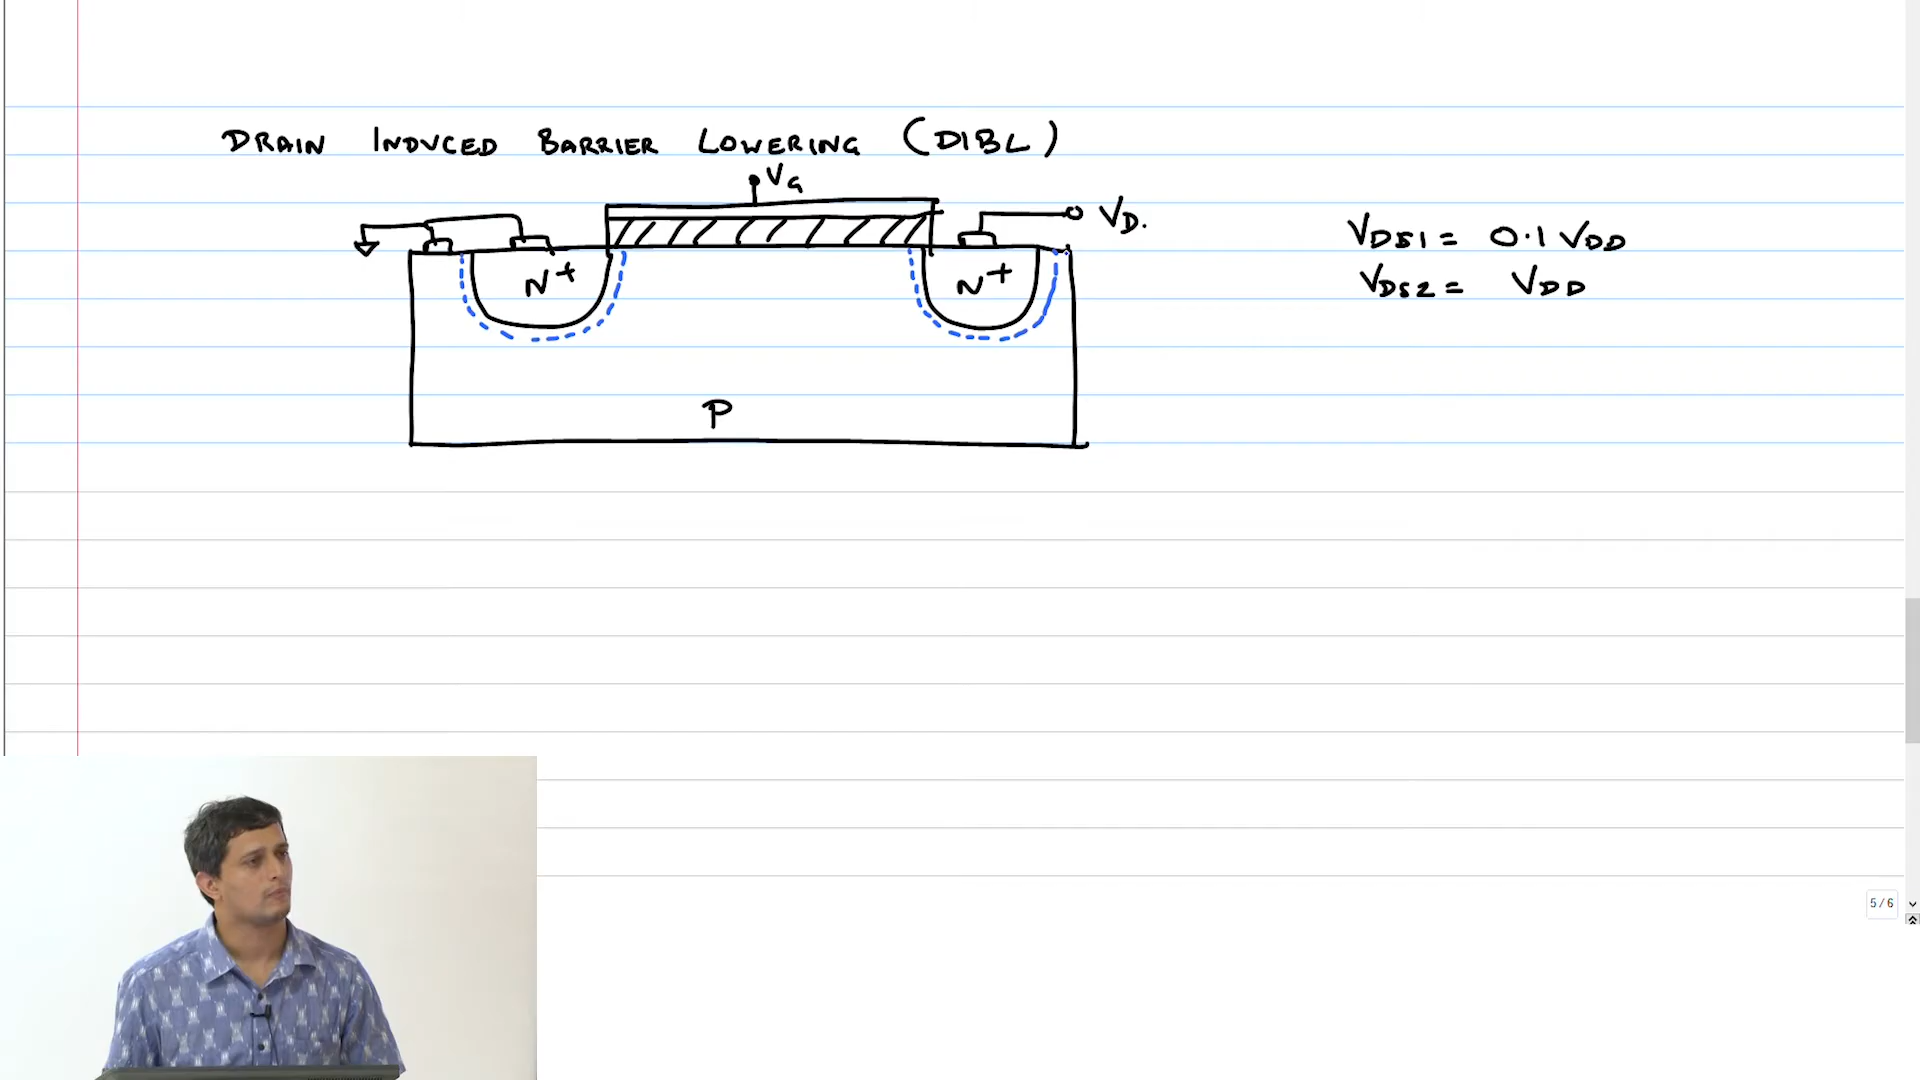 DRAIN INDUCED BARRIER LOWERING (DIBL)
VG
VD.
VDS1 = 0.1 VDD
VDS2 = VDD
N+
N+
P
5 / 6